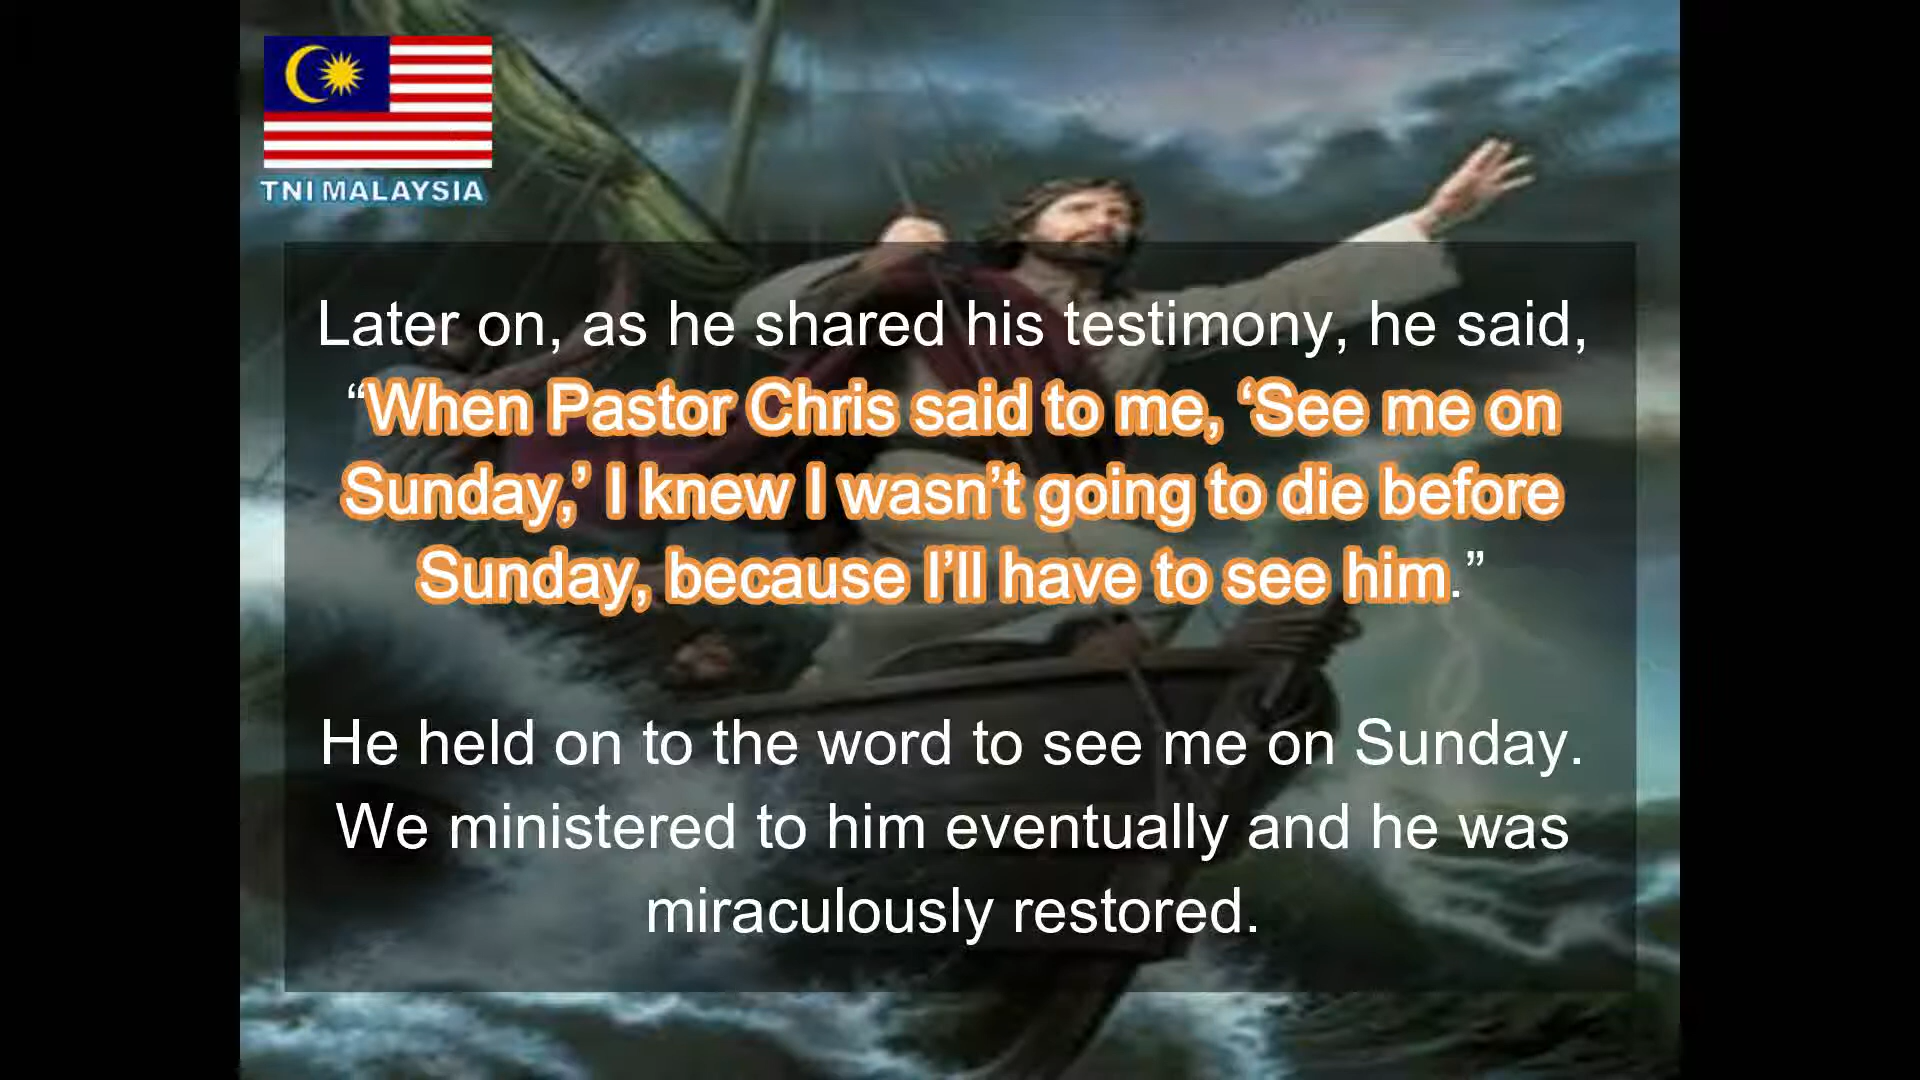 TNI MALAYSIA
Later on, as he shared his testimony, he said,
“When Pastor Chris said to me, ‘See me on
Sunday,’ I knew I wasn’t going to die before
Sunday, because I’ll have to see him.”
He held on to the word to see me on Sunday.
We ministered to him eventually and he was
miraculously restored.